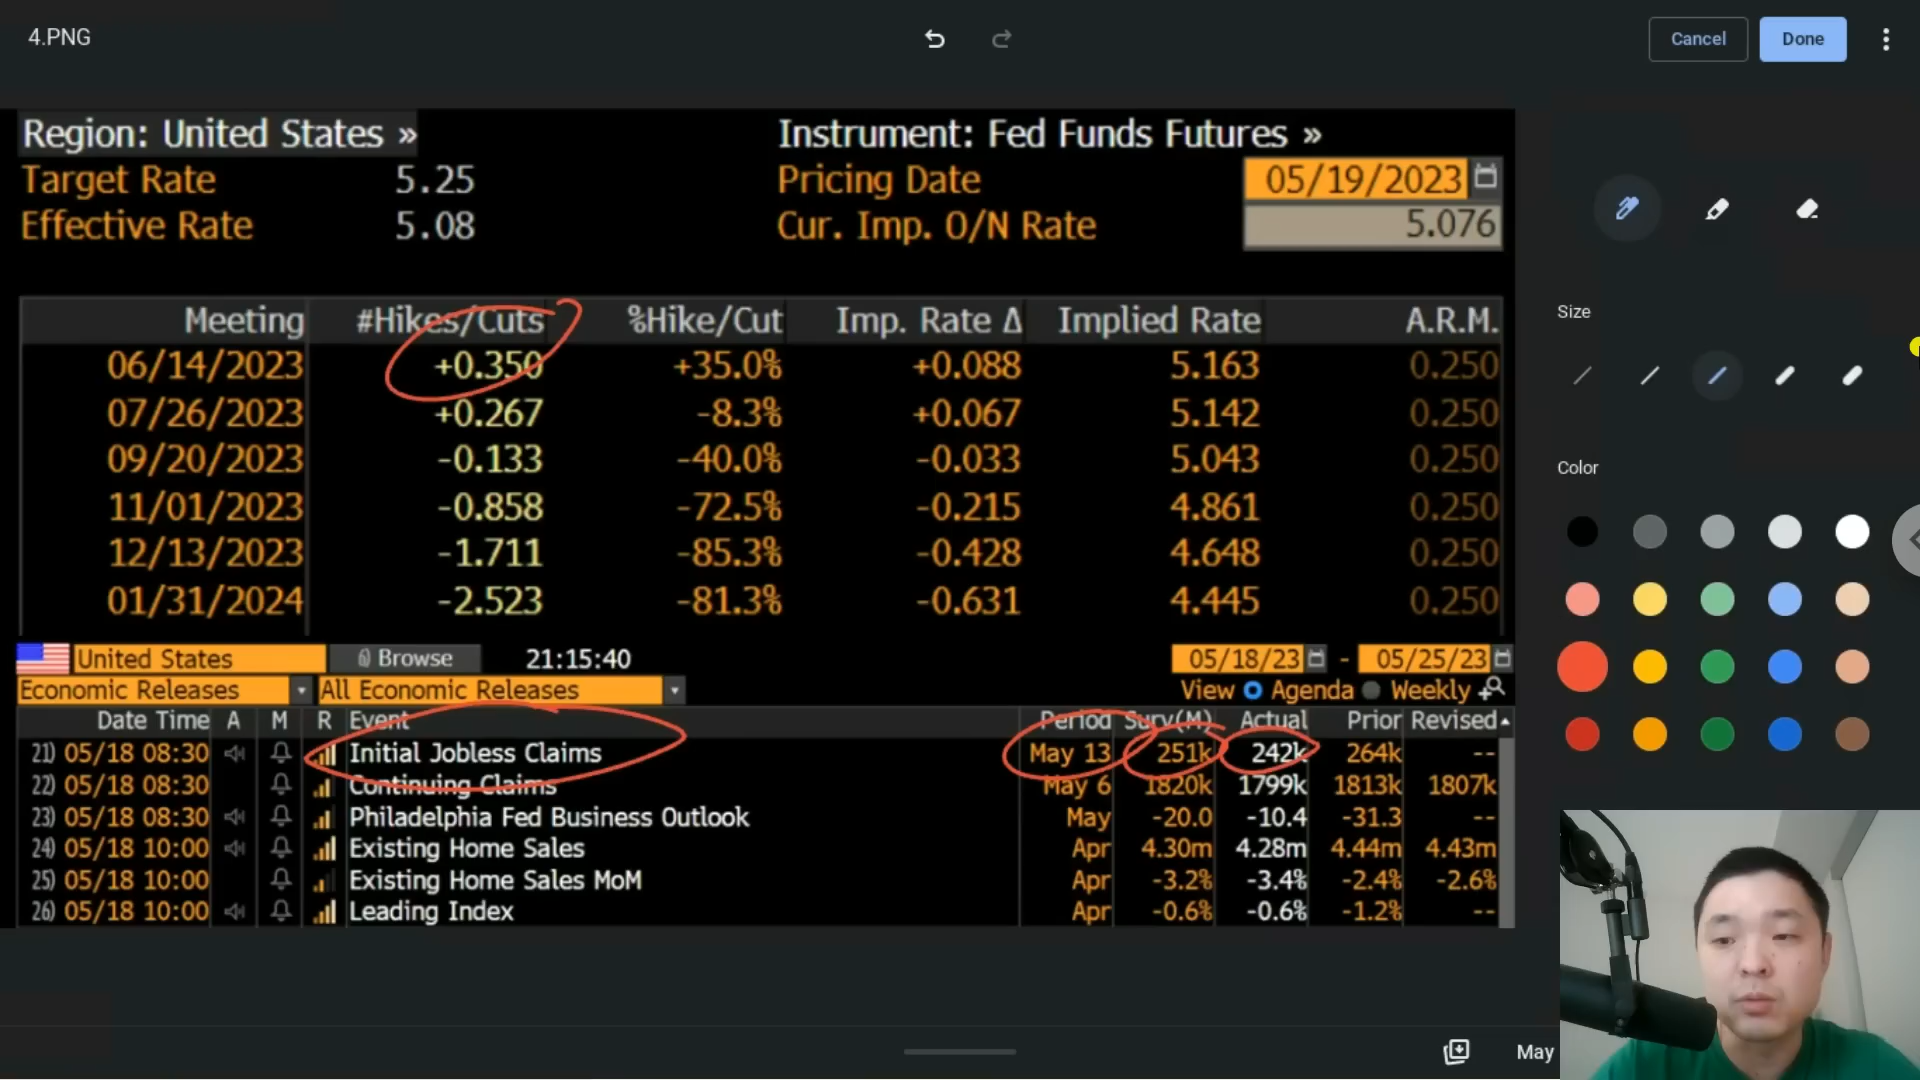 4.PNG
Cancel
Done
Region: United States »
Instrument: Fed Funds Futures »
Target Rate 5.25
Pricing Date 05/19/2023
Effective Rate 5.08
Cur. Imp. O/N Rate 5.076
Meeting #Hikes/Cuts %Hike/Cut Imp. Rate Δ Implied Rate A.R.M.
06/14/2023 +0.350 +35.0% +0.088 5.163 0.250
07/26/2023 +0.267 -8.3% +0.067 5.142 0.250
09/20/2023 -0.133 -40.0% -0.033 5.043 0.250
11/01/2023 -0.858 -72.5% -0.215 4.861 0.250
12/13/2023 -1.711 -85.3% -0.428 4.648 0.250
01/31/2024 -2.523 -81.3% -0.631 4.445 0.250
United States Browse 21:15:40 05/18/23 - 05/25/23
Economic Releases All Economic Releases View Agenda Weekly
Date Time A M R Event Period Surv(M) Actual Prior Revised
21) 05/18 08:30 Initial Jobless Claims May 13 251k 242k 264k --
22) 05/18 08:30 Continuing Claims May 6 1820k 1799k 1813k 1807k
23) 05/18 08:30 Philadelphia Fed Business Outlook May -20.0 -10.4 -31.3 --
24) 05/18 10:00 Existing Home Sales Apr 4.30m 4.28m 4.44m 4.43m
25) 05/18 10:00 Existing Home Sales MoM Apr -3.2% -3.4% -2.4% -2.6%
26) 05/18 10:00 Leading Index Apr -0.6% -0.6% -1.2% --
Size
Color
May